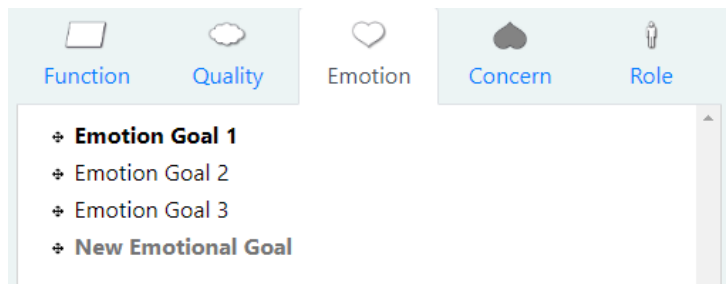 Function Quality Emotion Concern Role
Emotion Goal 1
Emotion Goal 2
Emotion Goal 3
New Emotional Goal